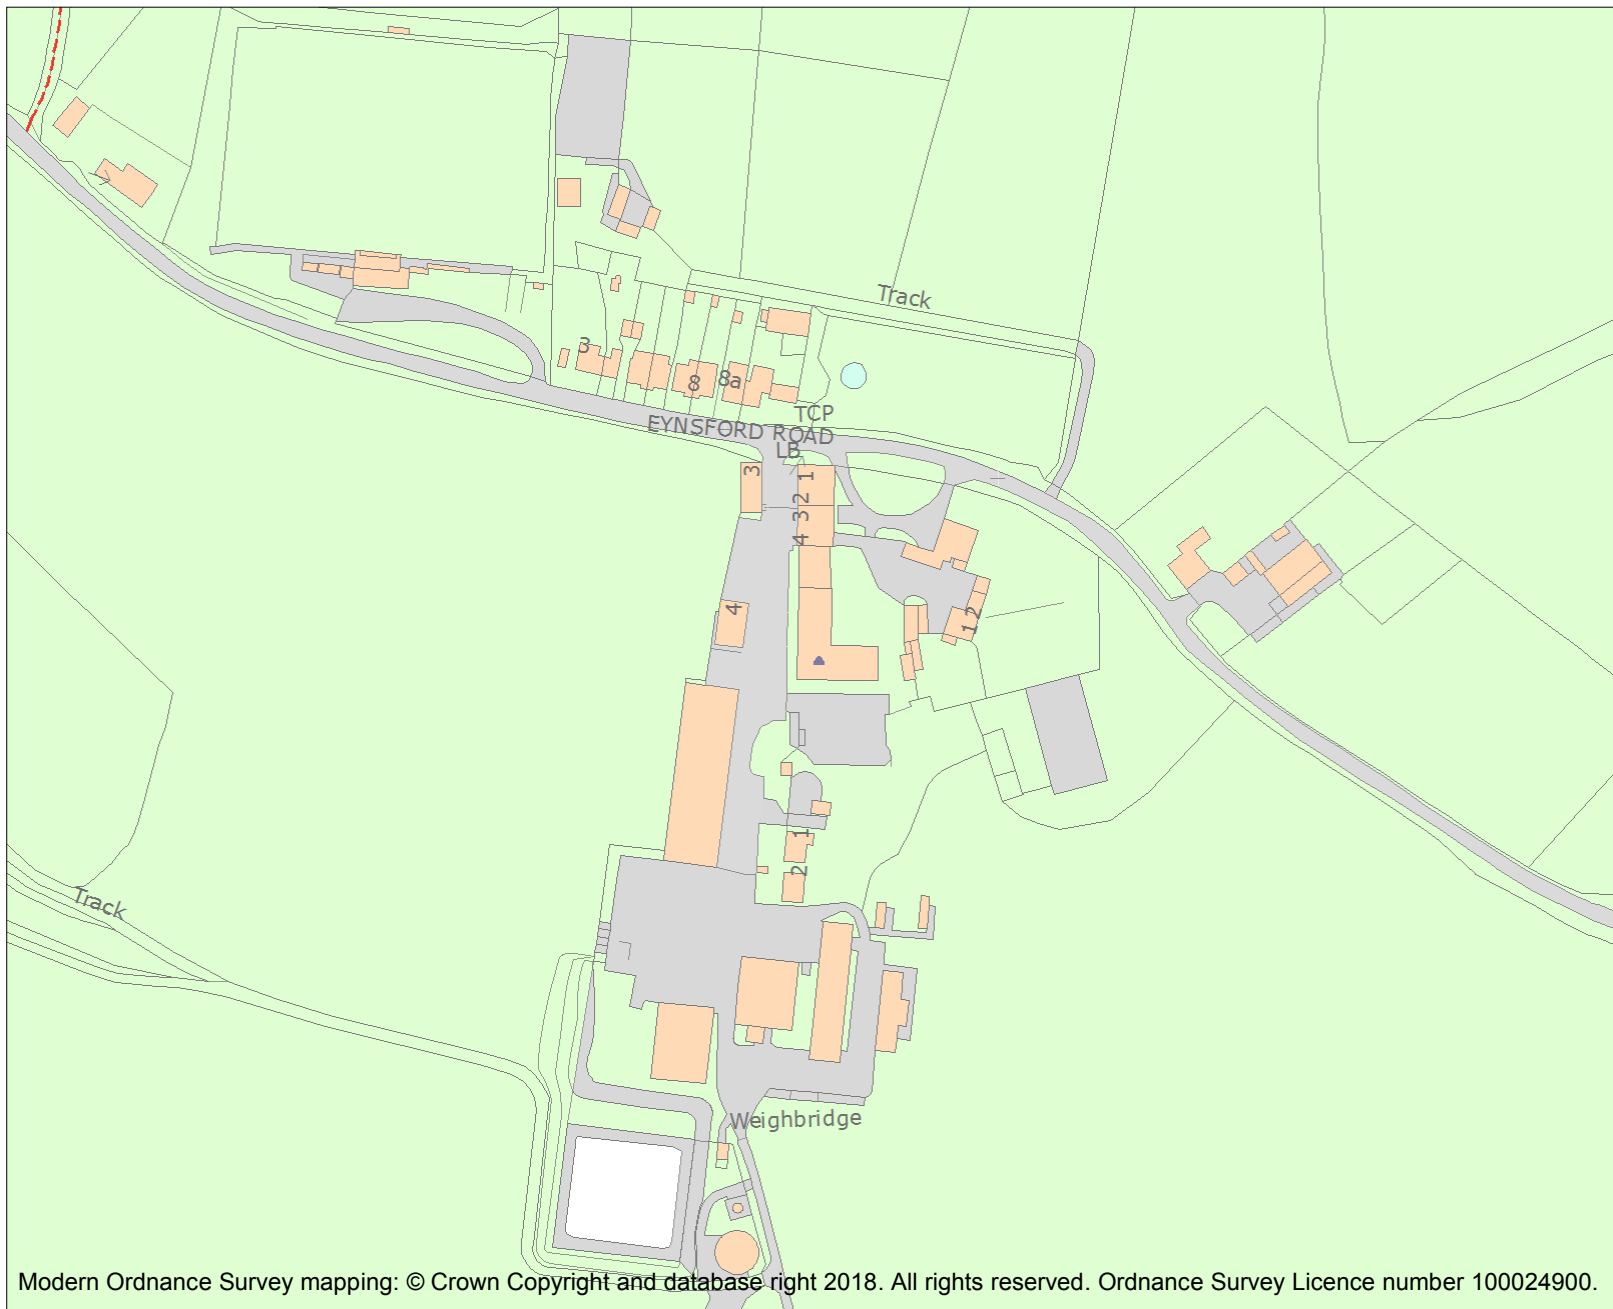 Track
3
8
8a
TCP
EYNSFORD ROAD
LB
3
1
2
3
4
4
2
1
1
2
Track
Weighbridge
Modern Ordnance Survey mapping: © Crown Copyright and database right 2018. All rights reserved. Ordnance Survey Licence number 100024900.